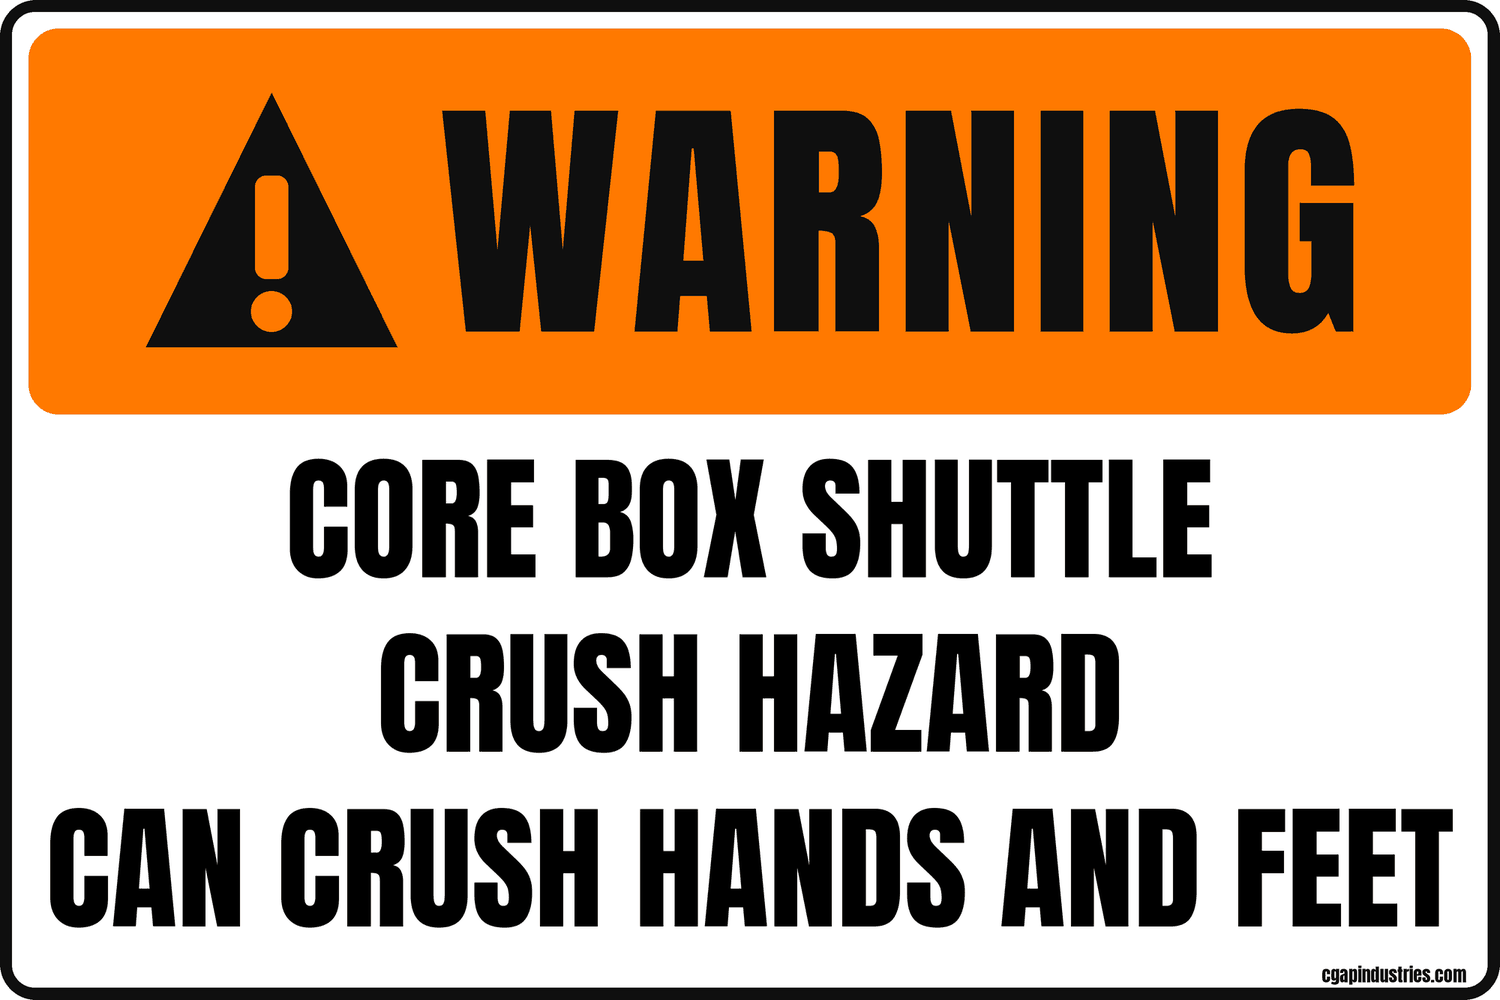 WARNING
CORE BOX SHUTTLE
CRUSH HAZARD
CAN CRUSH HANDS AND FEET
cgapindustries.com